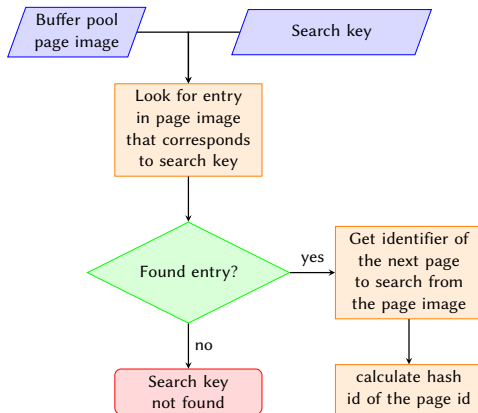 Buffer pool
page image
Search key
Look for entry
in page image
that corresponds
to search key
Found entry?
yes
Get identifier of
the next page
to search from
the page image
no
Search key
not found
calculate hash
id of the page id